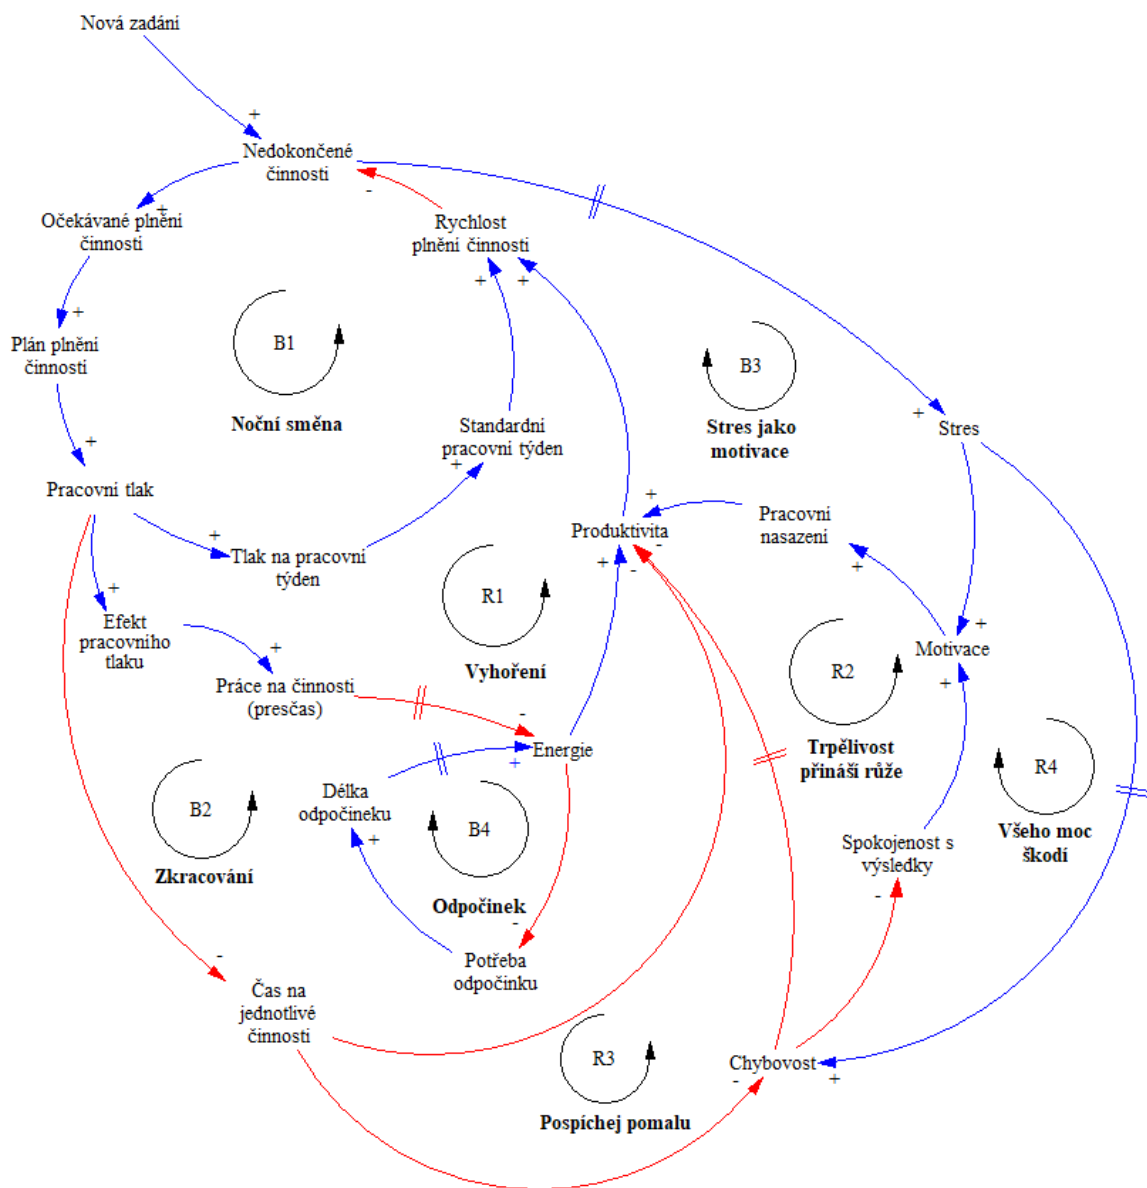 Nová zadání
+
Nedokončené
činnosti
-
+
Očekávané plnění
činnosti
Rychlost
plnění činnosti
+
+
+
Plán plnění
činnosti
B1
Noční směna
B3
Stres jako
motivace
+
Stres
+
Pracovní tlak
Standardní
pracovní týden
+
+
Tlak na pracovní
týden
+
Produktivita
-
+
-
Pracovní
nasazení
+
+
Efekt
pracovního
tlaku
R1
Vyhoření
+
Motivace
+
+
Práce na činnosti
(presčas)
-
R2
Trpělivost
přináší růže
Energie
+
R4
Všeho moc
škodí
Délka
odpočineku
+
B2
Zkracování
B4
Odpočinek
-
Spokojenost s
výsledky
-
Potřeba
odpočinku
-
Čas na
jednotlivé
činnosti
R3
Pospíchej pomalu
Chybovost
-
+